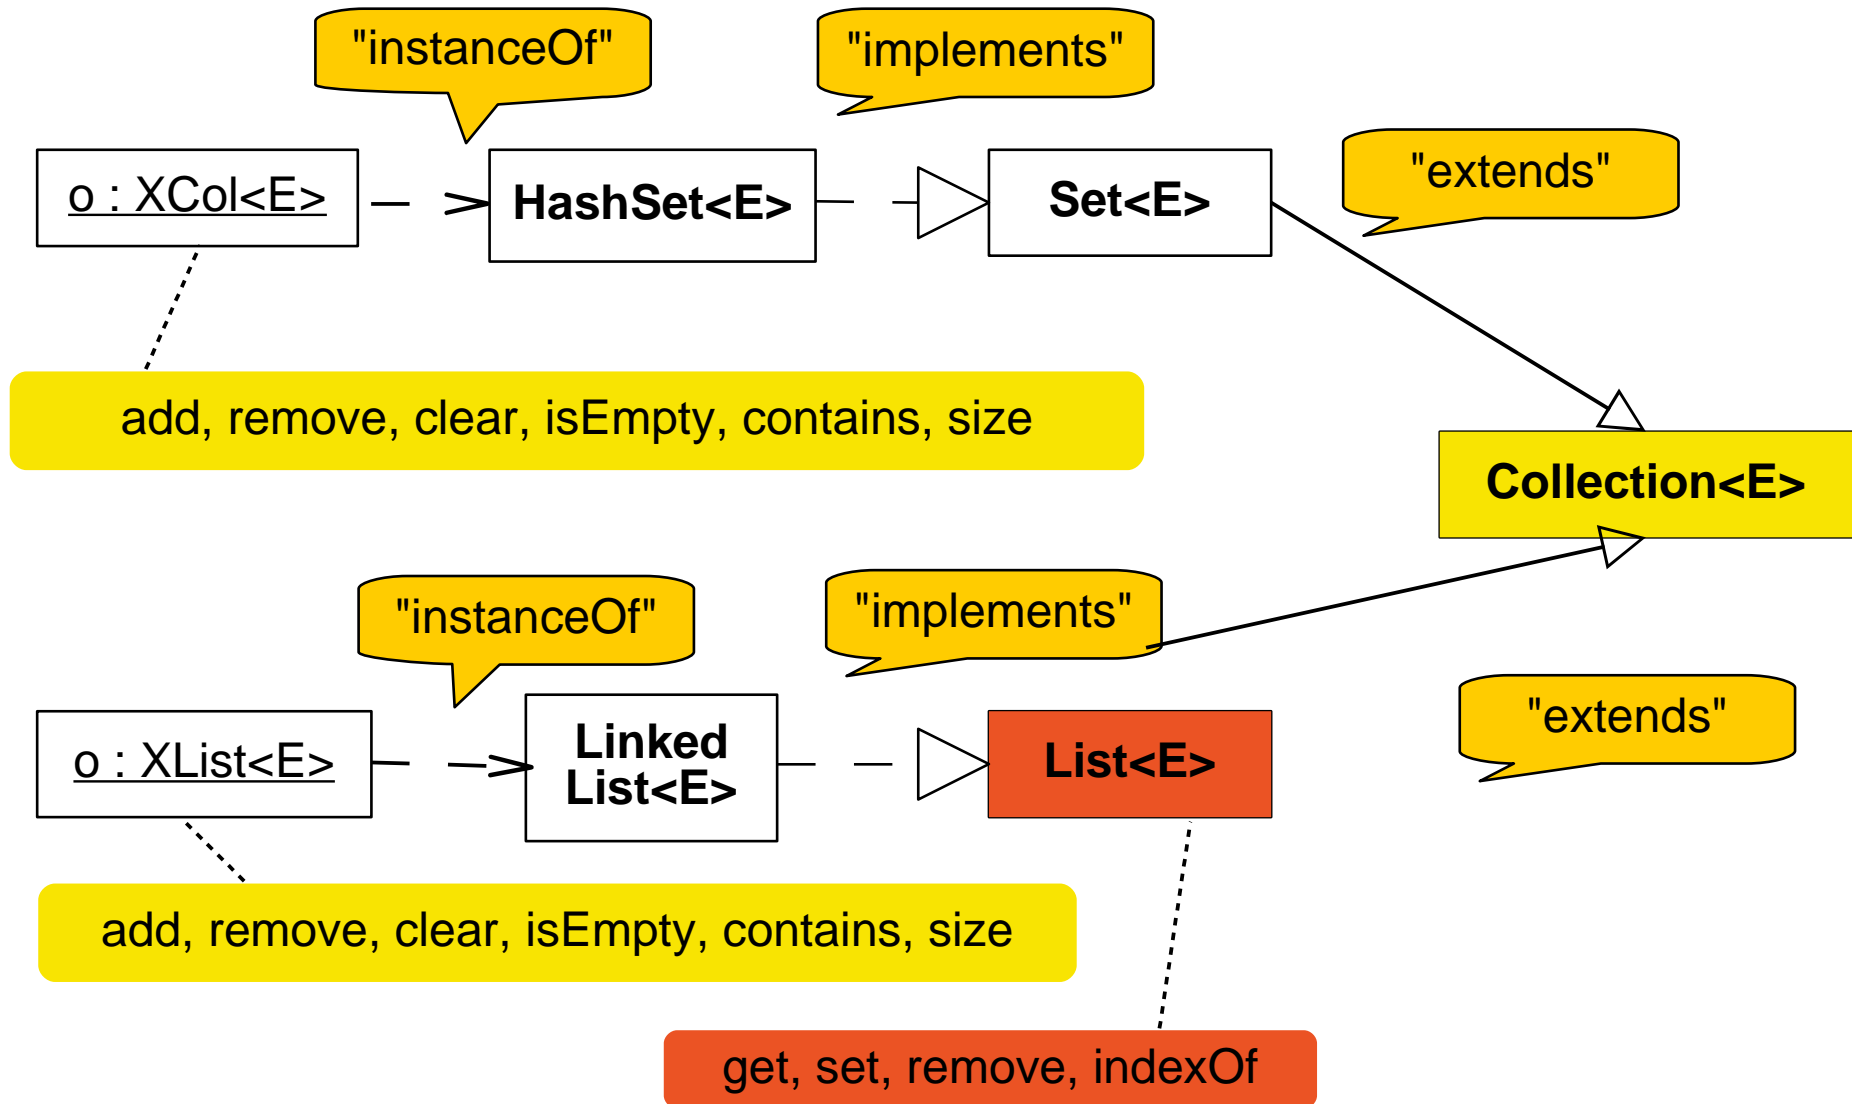 "instanceOf"
"implements"
"extends"
o : XCol<E>
HashSet<E>
Set<E>
add, remove, clear, isEmpty, contains, size
Collection<E>
"instanceOf"
"implements"
"extends"
o : XList<E>
Linked
List<E>
List<E>
add, remove, clear, isEmpty, contains, size
get, set, remove, indexOf